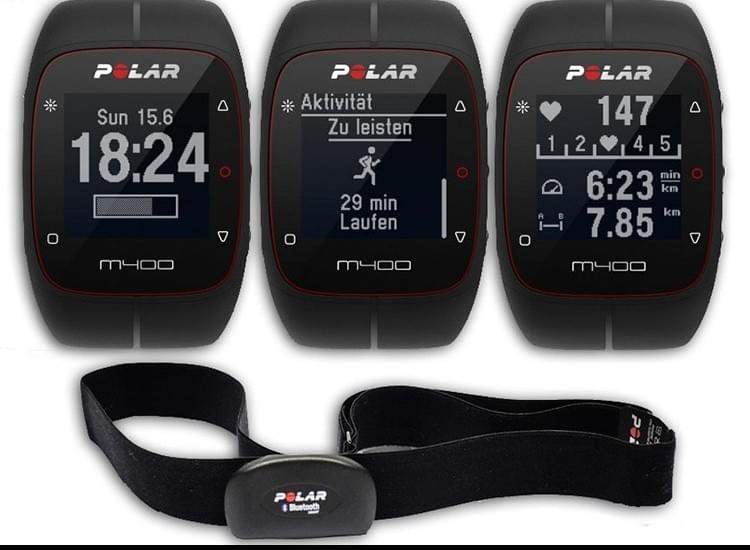 POLAR
Sun 15.6
18:24
M400
POLAR
Aktivität
Zu leisten
29 min
Laufen
M400
POLAR
147
1 2 4 5
6:23 min km
A B
7.85 km
M400
POLAR
Bluetooth
POLAR